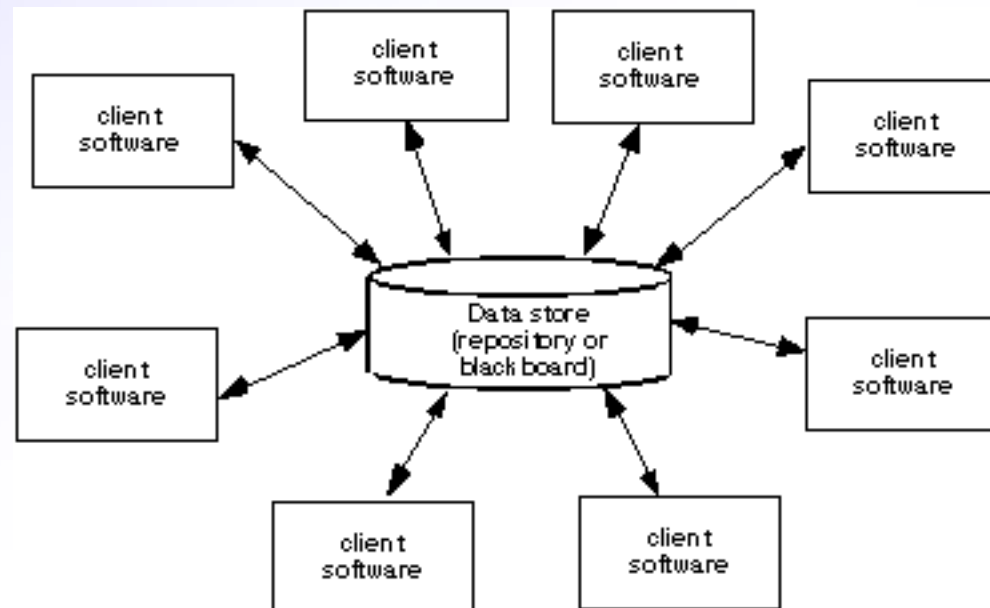 client
software
client
software
client
software
client
software
Data store
(repository or
blackboard)
client
software
client
software
client
software
client
software